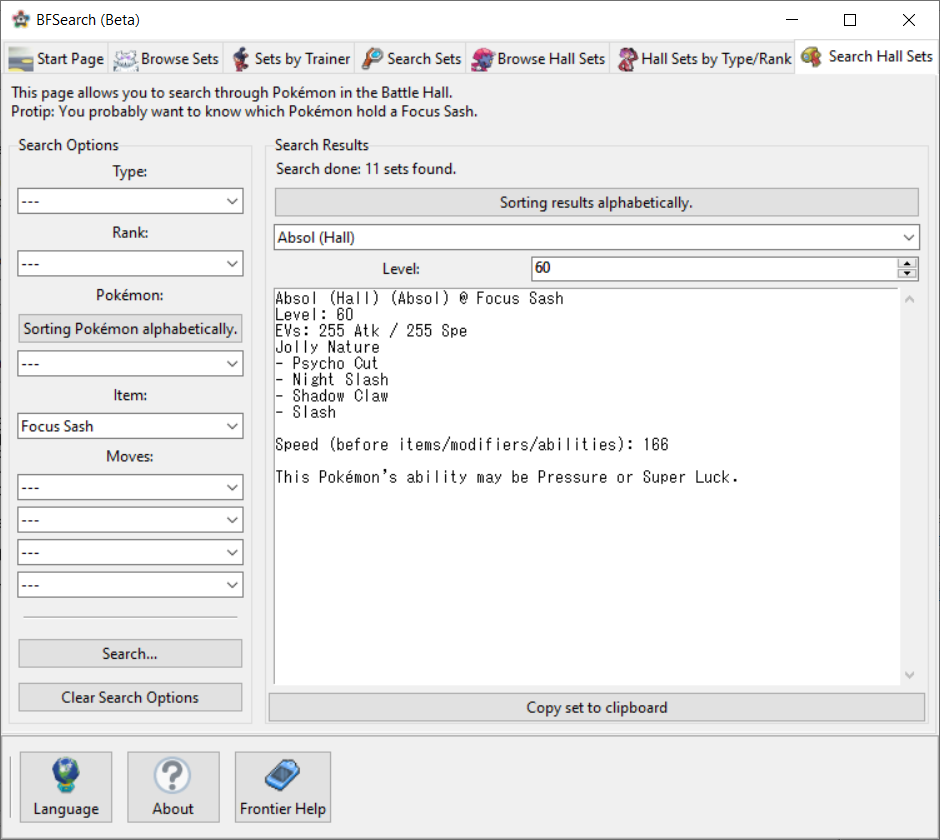 BFSearch (Beta)
Start Page
Browse Sets
Sets by Trainer
Search Sets
Browse Hall Sets
Hall Sets by Type/Rank
Search Hall Sets
This page allows you to search through Pokémon in the Battle Hall.
Protip: You probably want to know which Pokémon hold a Focus Sash.
Search Options
Type:
---
Rank:
---
Pokémon:
Sorting Pokémon alphabetically.
---
Item:
Focus Sash
Moves:
---
---
---
---
Search...
Clear Search Options
Search Results
Search done: 11 sets found.
Sorting results alphabetically.
Absol (Hall)
Level:
60
Absol (Hall) (Absol) @ Focus Sash
Level: 60
EVs: 255 Atk / 255 Spe
Jolly Nature
- Psycho Cut
- Night Slash
- Shadow Claw
- Slash
Speed (before items/modifiers/abilities): 166
This Pokémon’s ability may be Pressure or Super Luck.
Copy set to clipboard
Language
About
Frontier Help